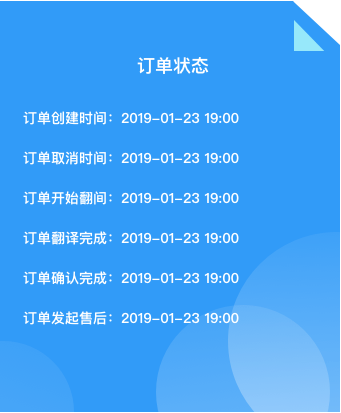 订单状态
订单创建时间：2019-01-23 19:00
订单取消时间：2019-01-23 19:00
订单开始翻间：2019-01-23 19:00
订单翻译完成：2019-01-23 19:00
订单确认完成：2019-01-23 19:00
订单发起售后：2019-01-23 19:00